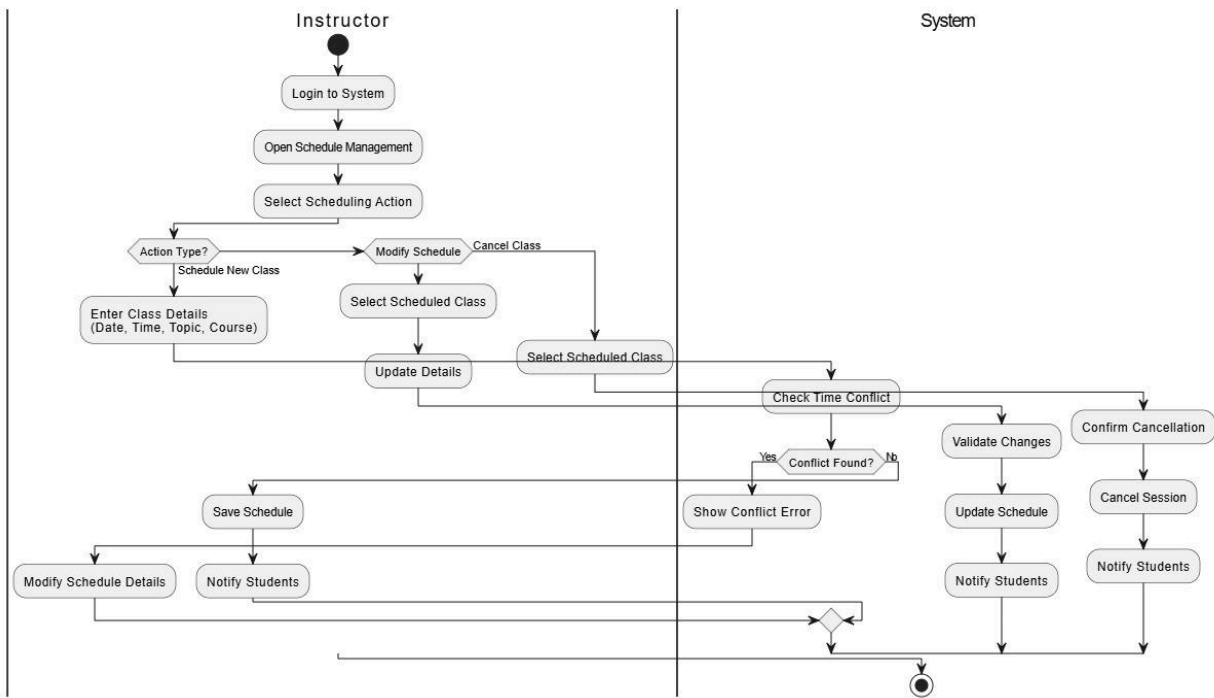 Instructor
System
Login to System
Open Schedule Management
Select Scheduling Action
Action Type?
Modify Schedule
Cancel Class
Schedule New Class
Enter Class Details
(Date, Time, Topic, Course)
Select Scheduled Class
Select Scheduled Class
Update Details
Check Time Conflict
Confirm Cancellation
Validate Changes
Yes
Conflict Found?
No
Cancel Session
Save Schedule
Show Conflict Error
Update Schedule
Notify Students
Modify Schedule Details
Notify Students
Notify Students